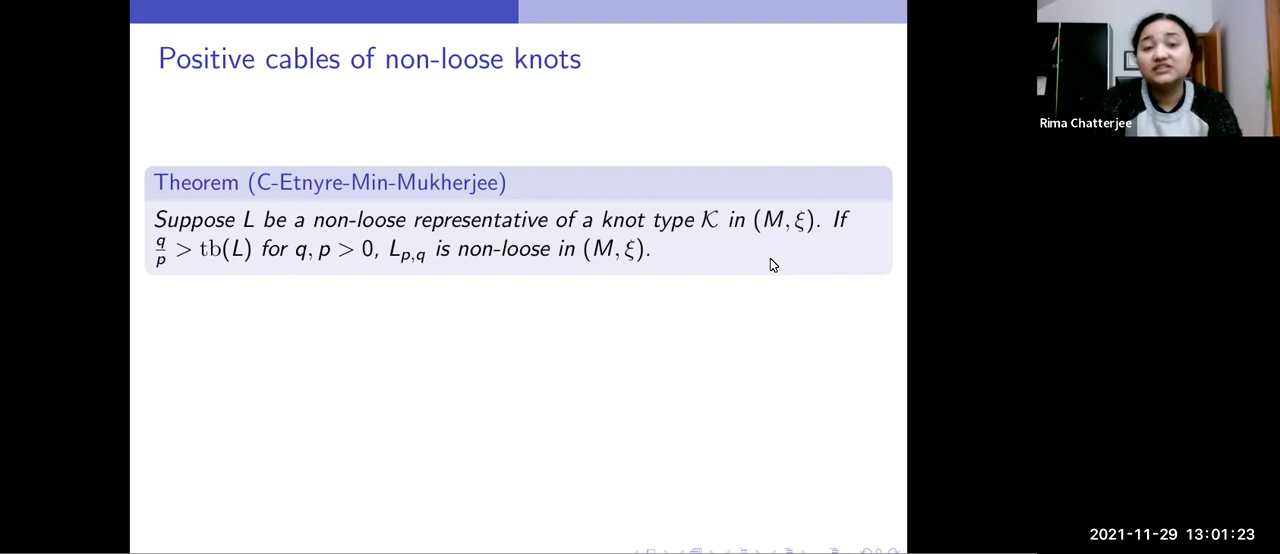 Positive cables of non-loose knots
Rima Chatterjee
Theorem (C-Etnyre-Min-Mukherjee)
Suppose L be a non-loose representative of a knot type 𝒦 in (M, ξ). If
q/p > tb(L) for q, p > 0, L_{p,q} is non-loose in (M, ξ).
2021-11-29 13:01:23